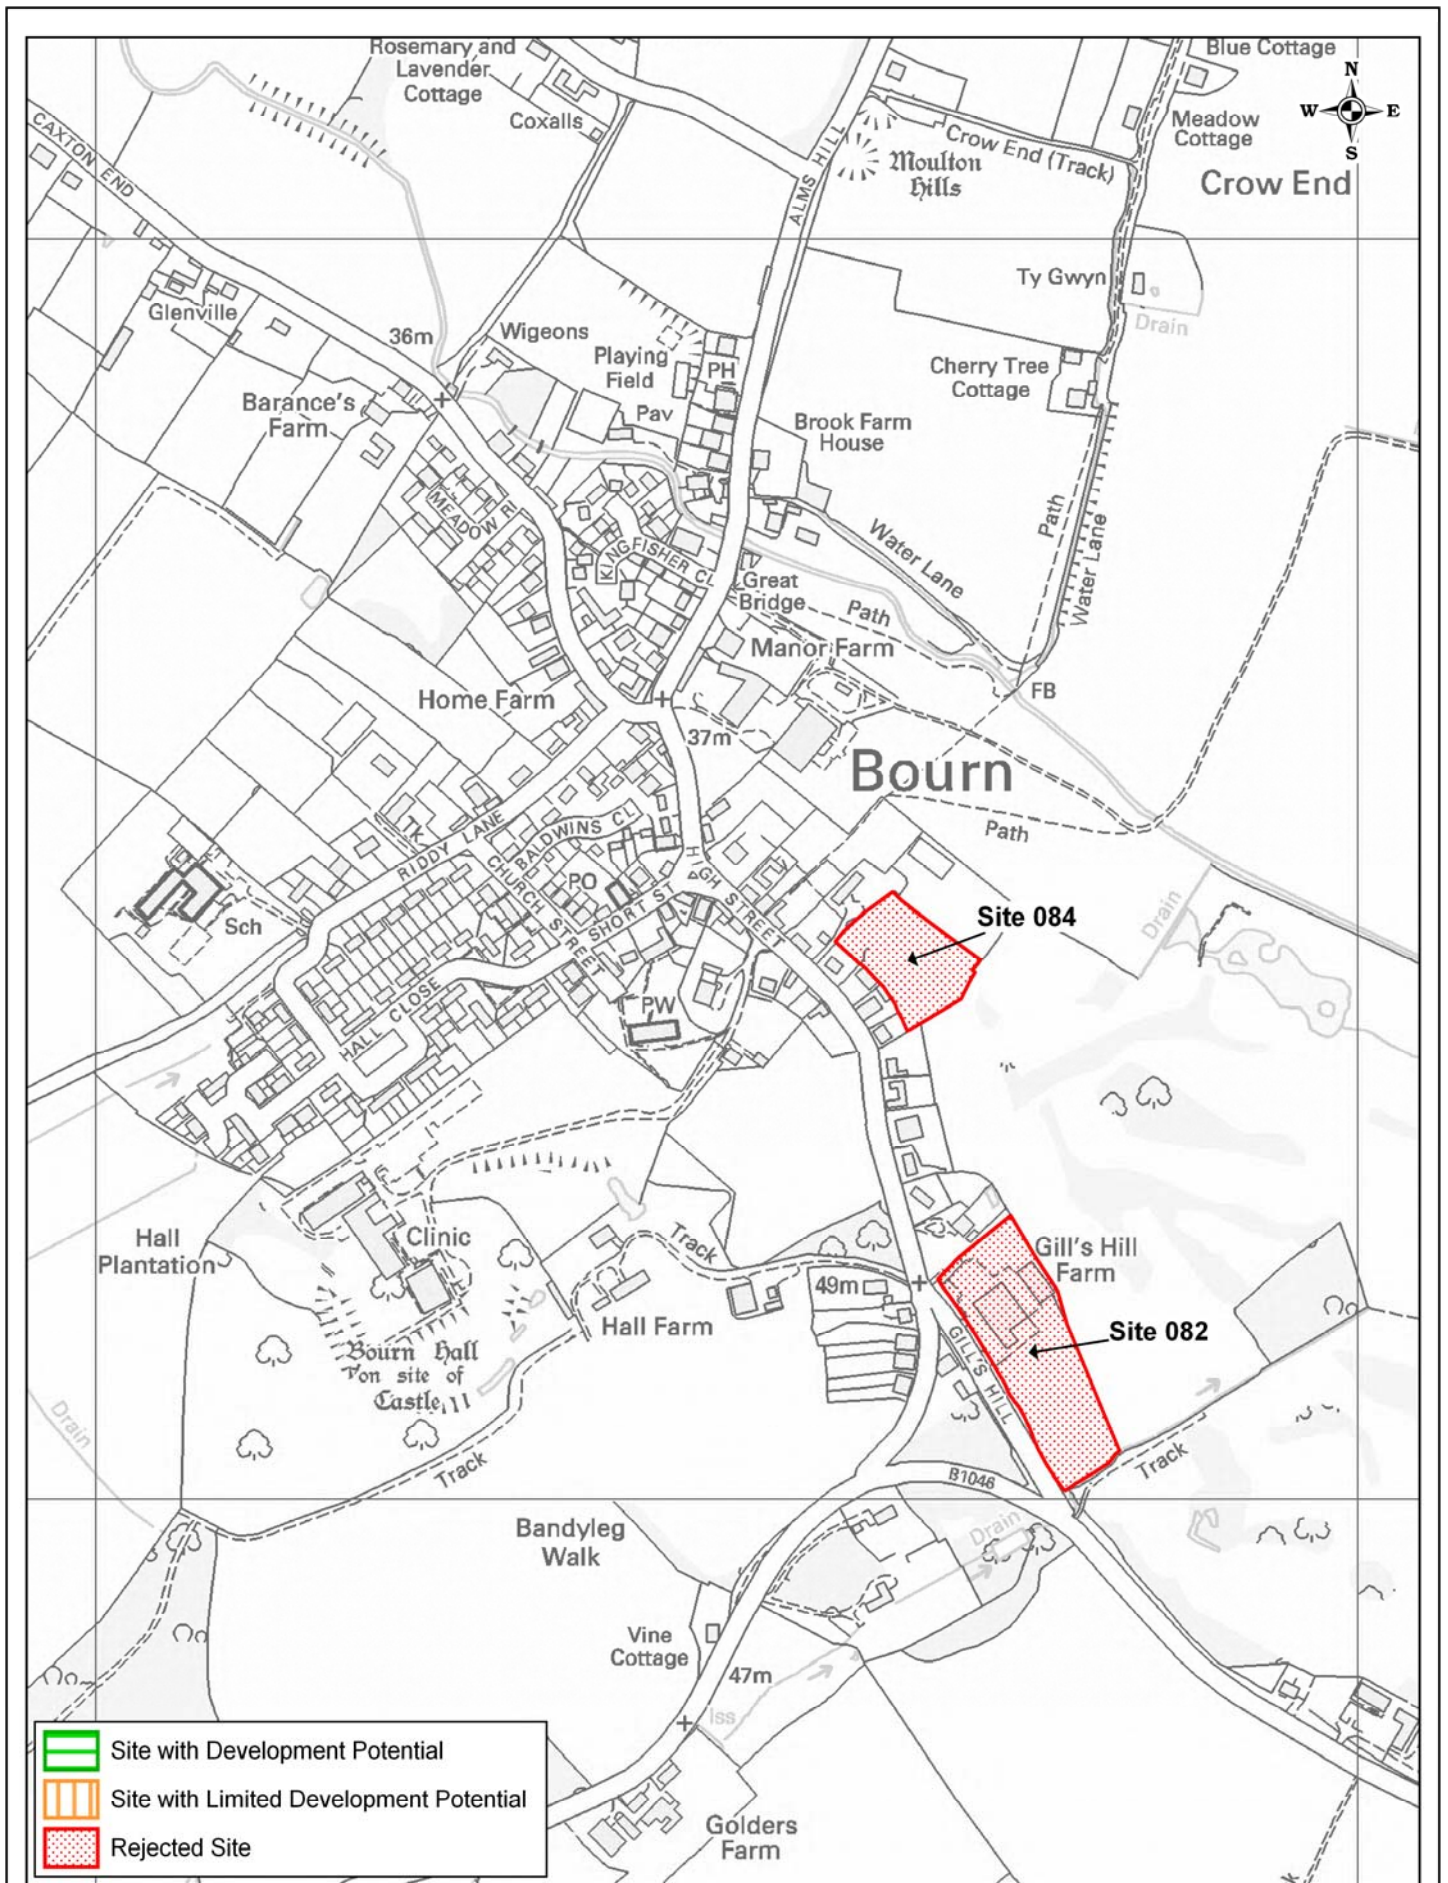 Rosemary and
Lavender
Cottage
Coxalls
Blue Cottage
N
W
E
S
Meadow
Cottage
Crow End
CAXTON END
ALMS HILL
Crow End (Track)
Moulton
Hills
Ty Gwyn
Drain
Glenville
36m
Wigeons
Playing
Field
PH
Pav
Cherry Tree
Cottage
Barance's
Farm
Brook Farm
House
MEADOW R
KINGFISHER CL
Water Lane
Path
Water Lane
Great
Bridge
Path
Manor Farm
FB
Home Farm
37m
Bourn
Path
TK
RIDDY LANE
BALDWINS CL
CHURCH STREET
PO
SHORT ST
HIGH STREET
Sch
Site 084
Drain
HALL CLOSE
PW
Hall
Plantation
Clinic
Track
49m
Gill's Hill
Farm
Hall Farm
Site 082
GILL'S HILL
Bourn Hall
on site of
Castle
Drain
Track
Track
B1046
Bandyleg
Walk
Drain
Vine
Cottage
47m
Iss
Site with Development Potential
Site with Limited Development Potential
Rejected Site
Golders
Farm